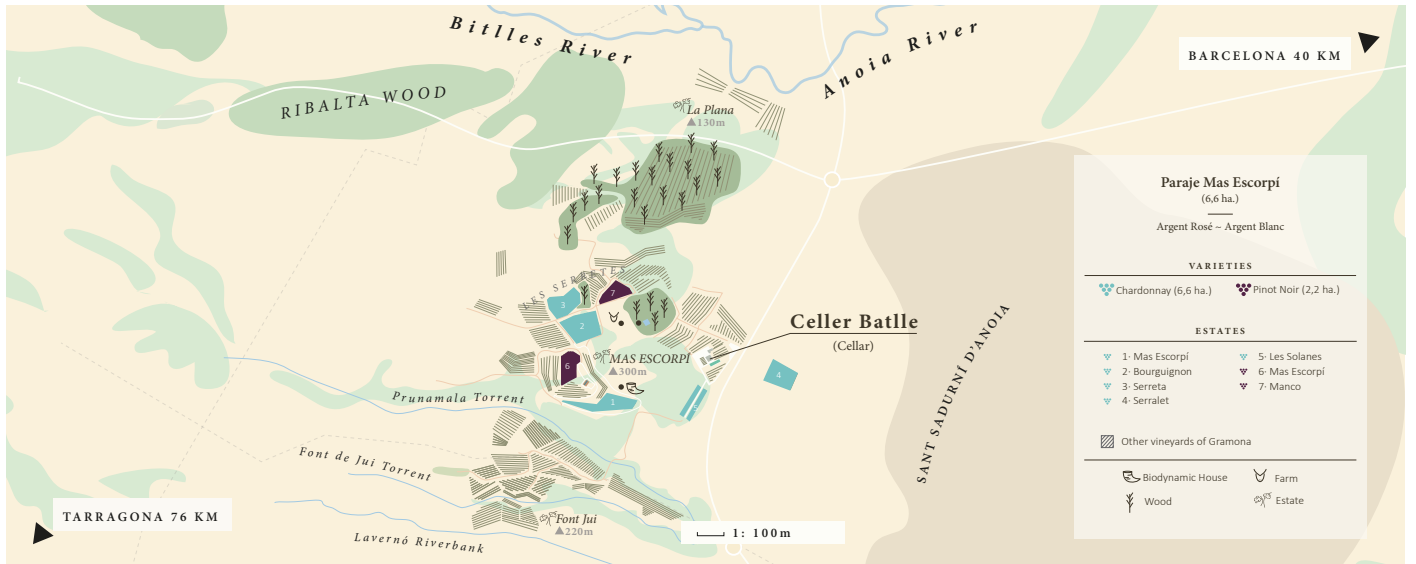 Bitlles River
Anoia River
BARCELONA 40 KM
RIBALTA WOOD
La Plana
130m
LES SERRETES
3
7
2
Celler Batlle
(Cellar)
MAS ESCORPÍ
300m
6
4
1
Prunamala Torrent
Font de Jui Torrent
SANT SADURNÍ D'ANOIA
TARRAGONA 76 KM
Font Jui
220m
Lavernó Riverbank
1: 100m
Paraje Mas Escorpí
(6,6 ha.)
Argent Rosé – Argent Blanc
VARIETIES
Chardonnay (6,6 ha.)
Pinot Noir (2,2 ha.)
ESTATES
1· Mas Escorpí
2· Bourguignon
3· Serreta
4· Serralet
5· Les Solanes
6· Mas Escorpí
7· Manco
Other vineyards of Gramona
Biodynamic House
Farm
Wood
Estate